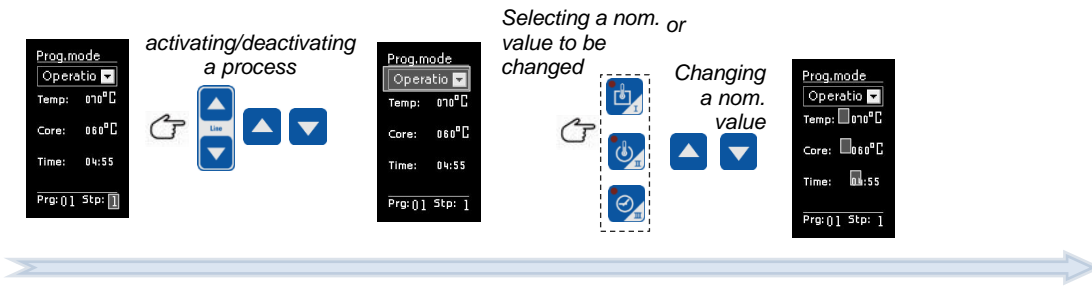 Prog.mode
Operatio
Temp: 070°C
Core: 060°C
Time: 04:55
Prg:01 Stp: 1
activating/deactivating
a process
Line
Prog.mode
Operatio
Temp: 070°C
Core: 060°C
Time: 04:55
Prg:01 Stp: 1
Selecting a nom. or
value to be
changed
I
II
III
Changing
a nom.
value
Prog.mode
Operatio
Temp: 070°C
Core: 060°C
Time: 04:55
Prg:01 Stp: 1